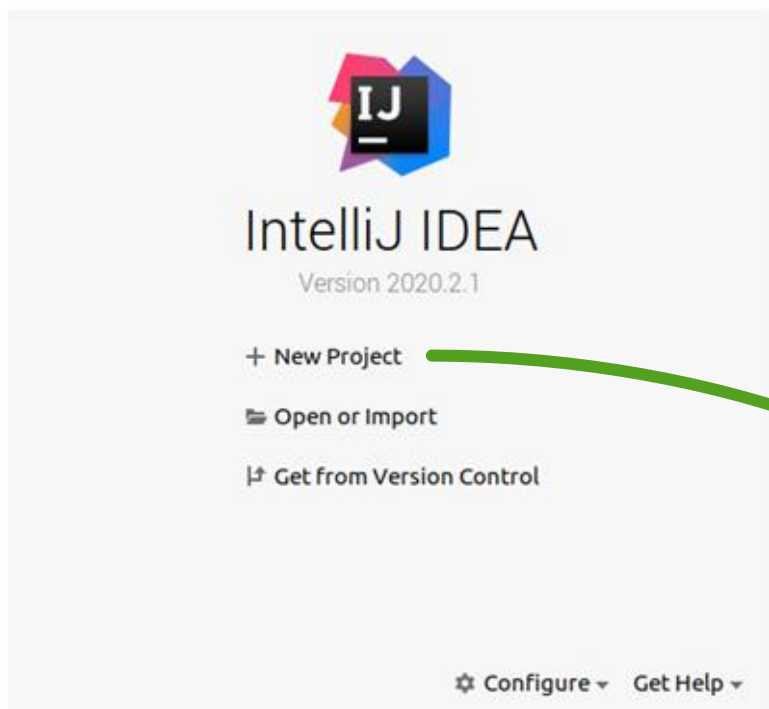 IJ
IntelliJ IDEA
Version 2020.2.1
New Project
Open or Import
Get from Version Control
Configure Get Help